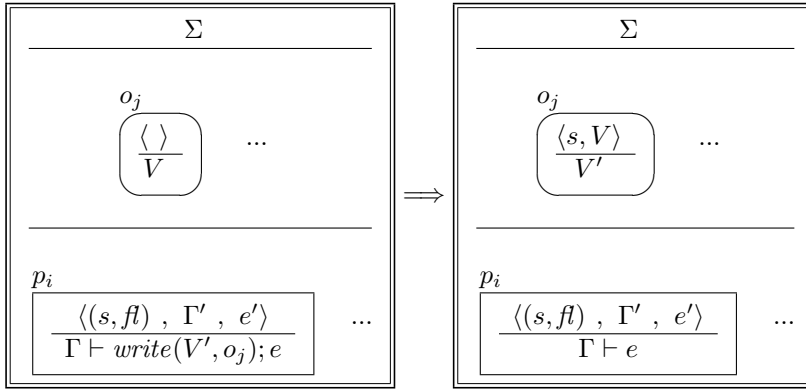 Σ Σ
o_j o_j
⟨ ⟩ ... ⟨s, V⟩ ...
V V′
⟹
p_i p_i
⟨(s, fl) , Γ′ , e′⟩ ... ⟨(s, fl) , Γ′ , e′⟩ ...
Γ ⊢ write(V′, o_j); e Γ ⊢ e